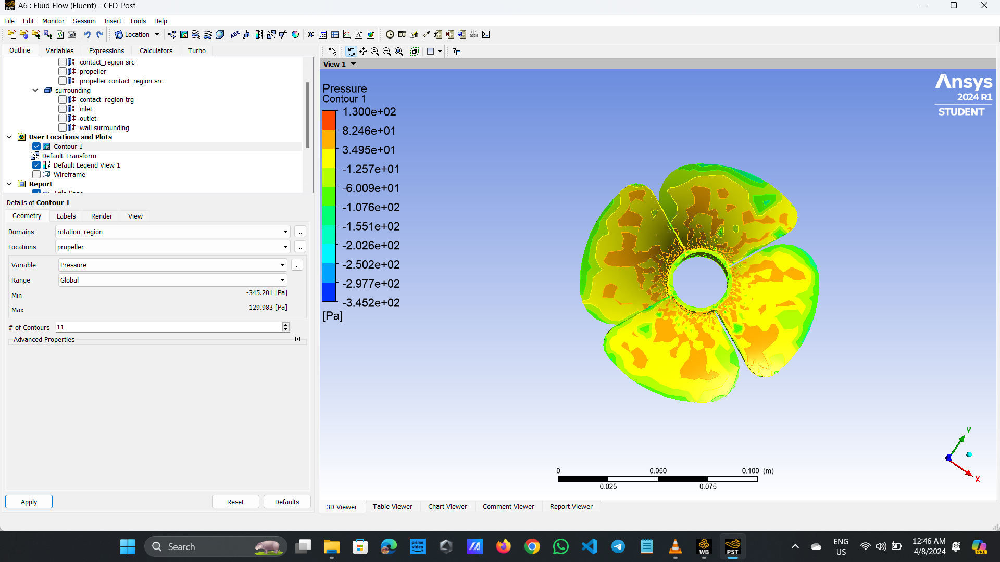 A6 : Fluid Flow (Fluent) - CFD-Post
File Edit Monitor Session Insert Tools Help
Location
Outline Variables Expressions Calculators Turbo
contact_region src
propeller
propeller contact_region src
surrounding
contact_region trg
inlet
outlet
wall surrounding
User Locations and Plots
Contour 1
Default Transform
Default Legend View 1
Wireframe
Report
Title Page
Details of Contour 1
Geometry Labels Render View
Domains rotation_region ...
Locations propeller ...
Variable Pressure ...
Range Global
Min -345.201 [Pa]
Max 129.983 [Pa]
# of Contours 11
Advanced Properties
Apply Reset Defaults
View 1
Pressure
Contour 1
1.300e+02
8.246e+01
3.495e+01
-1.257e+01
-6.009e+01
-1.076e+02
-1.551e+02
-2.026e+02
-2.502e+02
-2.977e+02
-3.452e+02
[Pa]
Ansys
2024 R1
STUDENT
Y
X
0 0.050 0.100 (m)
0.025 0.075
3D Viewer Table Viewer Chart Viewer Comment Viewer Report Viewer
Search
prime video
WB
PST
ENG
US
12:46 AM
4/8/2024
PRE